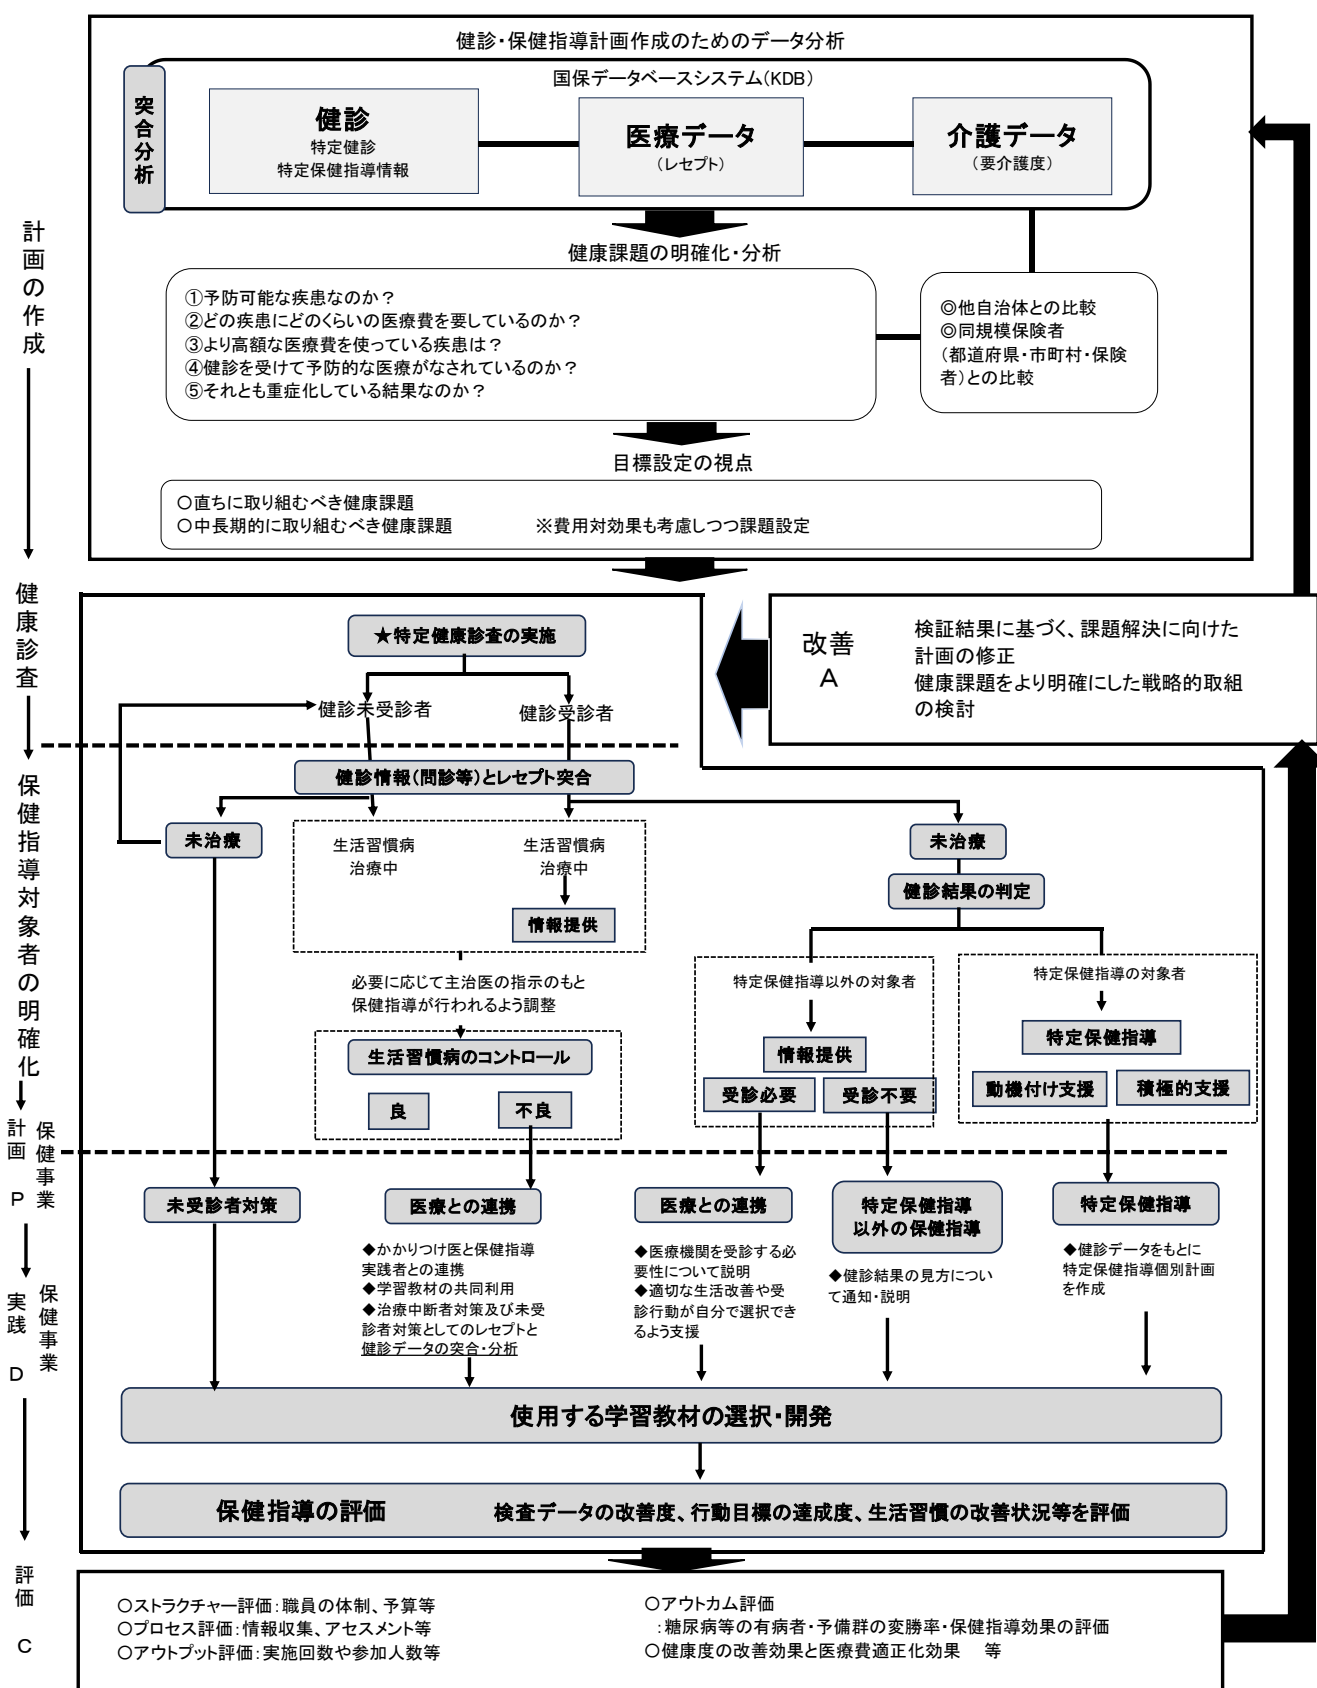 健診・保健指導計画作成のためのデータ分析
国保データベースシステム(KDB)
突合分析
健診
特定健診
特定保健指導情報
医療データ
（レセプト）
介護データ
（要介護度）
計画の作成
健康課題の明確化・分析
①予防可能な疾患なのか？
②どの疾患にどのくらいの医療費を要しているのか？
③より高額な医療費を使っている疾患は？
④健診を受けて予防的な医療がなされているのか？
⑤それとも重症化している結果なのか？
◎他自治体との比較
◎同規模保険者
（都道府県・市町村・保険
者）との比較
目標設定の視点
○直ちに取り組むべき健康課題
○中長期的に取り組むべき健康課題　　　※費用対効果も考慮しつつ課題設定
健康診査
★特定健康診査の実施
改善
A
検証結果に基づく、課題解決に向けた
計画の修正
健康課題をより明確にした戦略的取組
の検討
健診未受診者
健診受診者
保健指導対象者の明確化
健診情報（問診等）とレセプト突合
未治療
生活習慣病
治療中
生活習慣病
治療中
情報提供
未治療
健診結果の判定
必要に応じて主治医の指示のもと
保健指導が行われるよう調整
特定保健指導以外の対象者
特定保健指導の対象者
生活習慣病のコントロール
良
不良
情報提供
受診必要
受診不要
特定保健指導
動機付け支援
積極的支援
保健事業
計画　P
未受診者対策
医療との連携
医療との連携
特定保健指導
以外の保健指導
特定保健指導
◆かかりつけ医と保健指導
実践者との連携
◆学習教材の共同利用
◆治療中断者対策及び未受
診者対策としてのレセプトと
健診データの突合・分析
◆医療機関を受診する必
要性について説明
◆適切な生活改善や受
診行動が自分で選択でき
るよう支援
◆健診結果の見方につい
て通知・説明
◆健診データをもとに
特定保健指導個別計画
を作成
保健事業
実践　D
使用する学習教材の選択・開発
保健指導の評価　　　検査データの改善度、行動目標の達成度、生活習慣の改善状況等を評価
評価　C
○ストラクチャー評価：職員の体制、予算等
○プロセス評価：情報収集、アセスメント等
○アウトプット評価：実施回数や参加人数等
○アウトカム評価
：糖尿病等の有病者・予備群の変勝率・保健指導効果の評価
○健康度の改善効果と医療費適正化効果　等